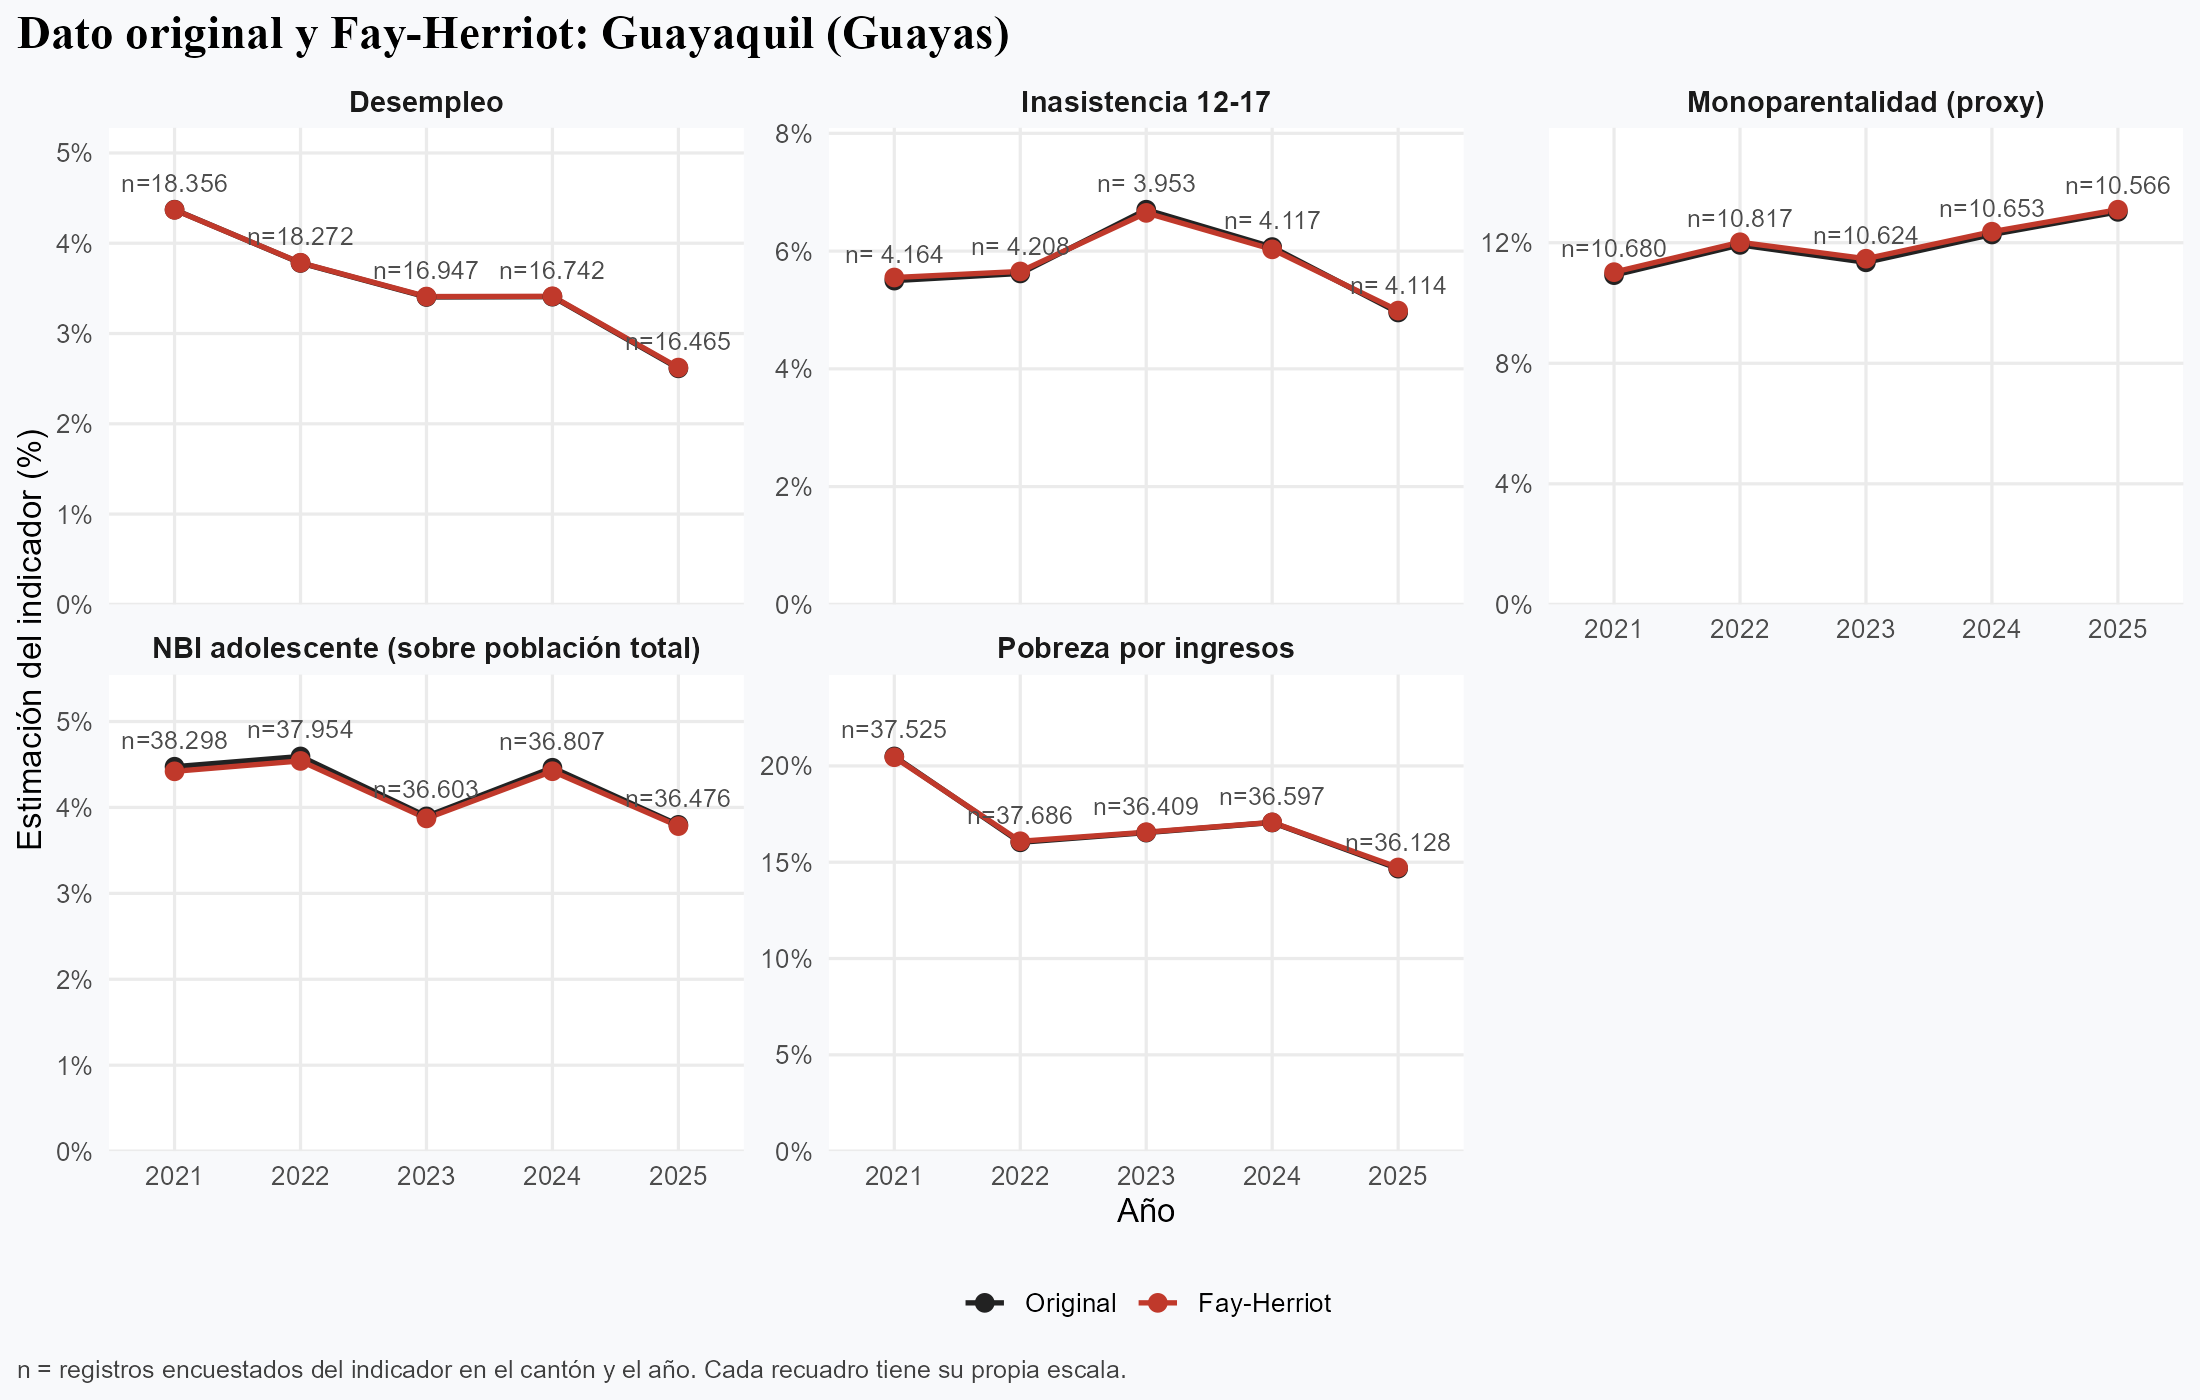 Dato original y Fay-Herriot: Guayaquil (Guayas)
Estimación del indicador (%)
Desempleo
5%
4%
3%
2%
1%
0%
n=18.356
n=18.272
n=16.947
n=16.742
n=16.465
Inasistencia 12-17
8%
6%
4%
2%
0%
n= 4.164
n= 4.208
n= 3.953
n= 4.117
n= 4.114
Monoparentalidad (proxy)
12%
8%
4%
0%
n=10.680
n=10.817
n=10.624
n=10.653
n=10.566
2021 2022 2023 2024 2025
NBI adolescente (sobre población total)
5%
4%
3%
2%
1%
0%
n=38.298
n=37.954
n=36.603
n=36.807
n=36.476
2021 2022 2023 2024 2025
Pobreza por ingresos
20%
15%
10%
5%
0%
n=37.525
n=37.686
n=36.409
n=36.597
n=36.128
2021 2022 2023 2024 2025
Año
Original Fay-Herriot
n = registros encuestados del indicador en el cantón y el año. Cada recuadro tiene su propia escala.